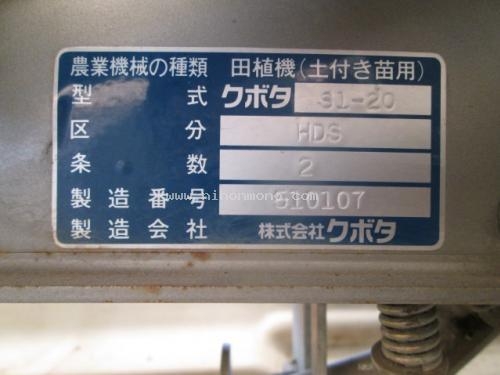 農業機械の種類 田植機(土付き苗用)
型式 クボタ S1-20
区分 HDS
条数 2
製造番号 510107
製造会社 株式会社クボタ
www.nihonmono.com